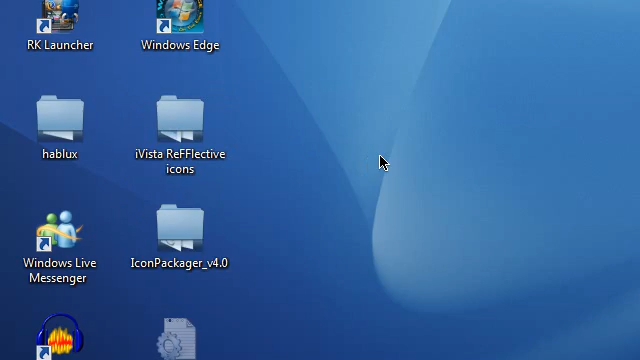 RK Launcher
Windows Edge
hablux
iVista ReFFlective
icons
Windows Live
Messenger
IconPackager_v4.0